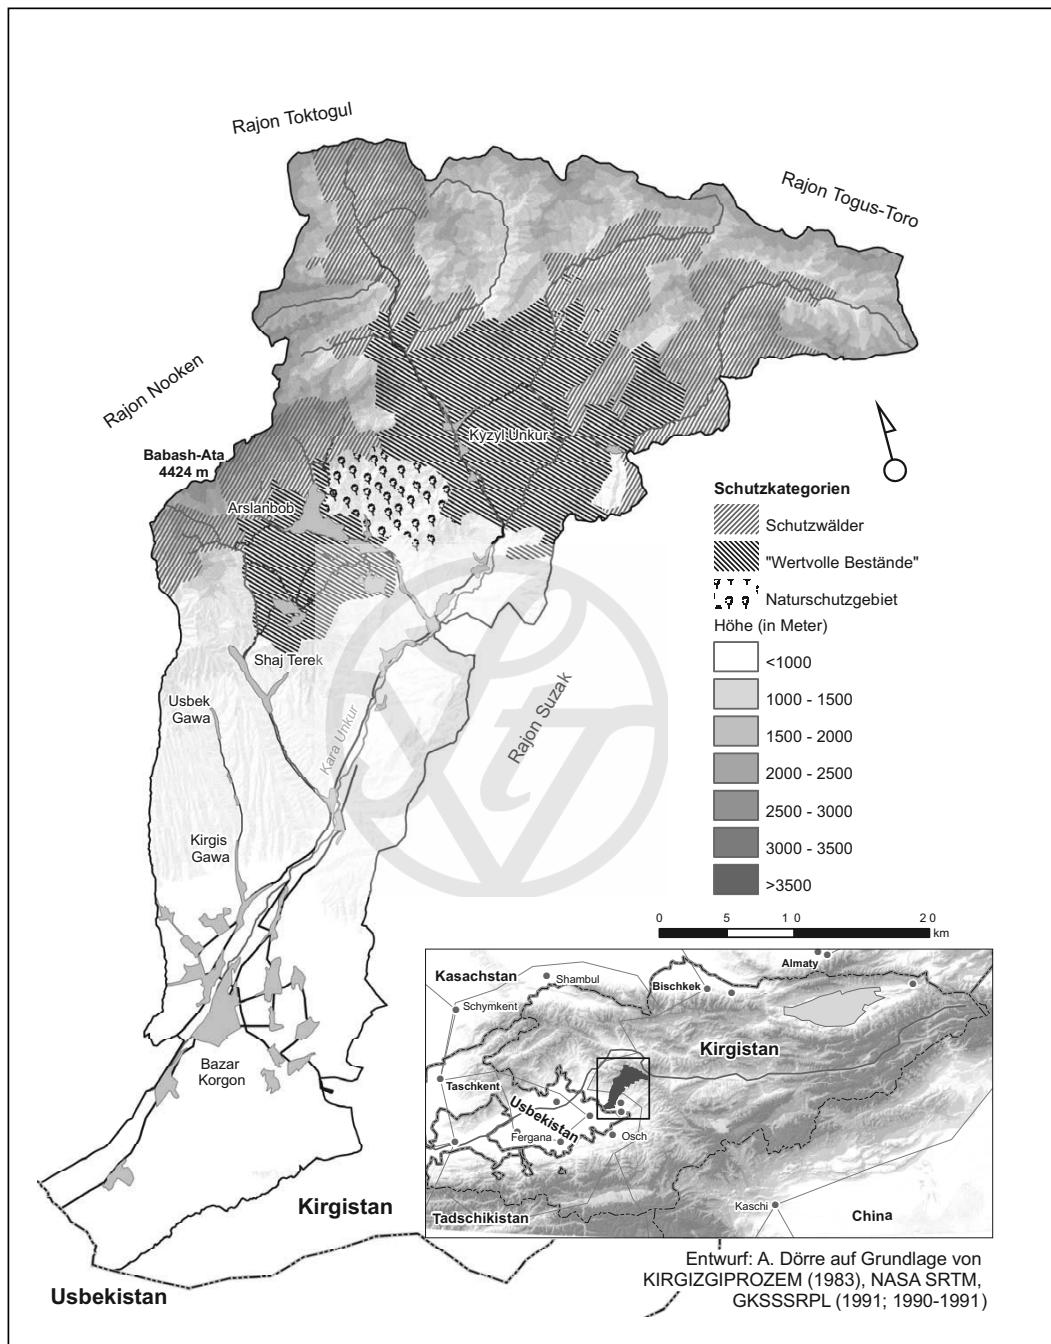 Rajon Toktogul
Rajon Togus-Toro
Rajon Nooken
Babash-Ata
4424 m
Kyzyl Unkur
Arslanbob
Shaj Terek
Usbek
Gawa
Kara Unkur
Rajon Suzak
Kirgis
Gawa
Bazar
Korgon
Kirgistan
Usbekistan
Schutzkategorien
Schutzwälder
"Wertvolle Bestände"
Naturschutzgebiet
Höhe (in Meter)
<1000
1000 - 1500
1500 - 2000
2000 - 2500
2500 - 3000
3000 - 3500
>3500
0 5 10 20
km
Kasachstan
Shambul
Bischkek
Almaty
Schymkent
Kirgistan
Taschkent
Usbekistan
Fergana
Osch
Kaschi
Tadschikistan
China
Entwurf: A. Dörre auf Grundlage von
KIRGIZGIPROZEM (1983), NASA SRTM,
GKSSSRPL (1991; 1990-1991)